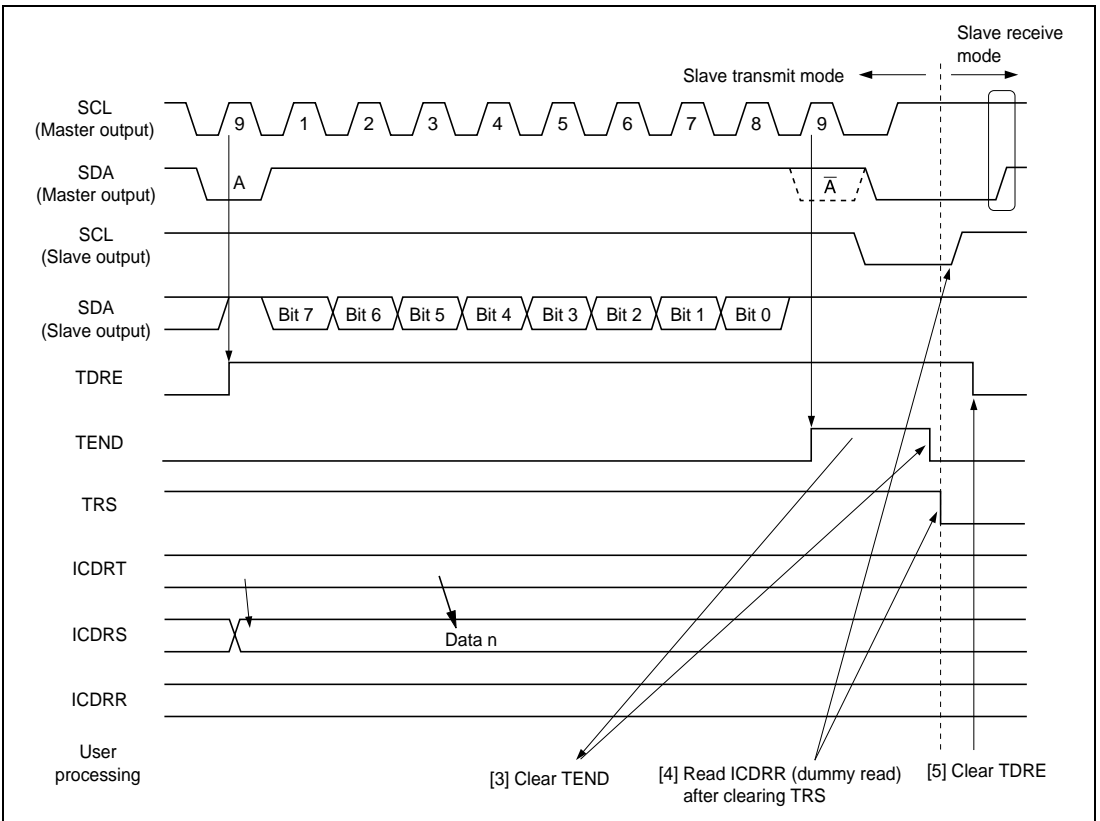 Slave receive
mode
Slave transmit mode
SCL
(Master output)
9 1 2 3 4 5 6 7 8 9
SDA
(Master output)
A A̅
SCL
(Slave output)
SDA
(Slave output)
Bit 7 Bit 6 Bit 5 Bit 4 Bit 3 Bit 2 Bit 1 Bit 0
TDRE
TEND
TRS
ICDRT
ICDRS
Data n
ICDRR
User
processing
[3] Clear TEND
[4] Read ICDRR (dummy read)
after clearing TRS
[5] Clear TDRE